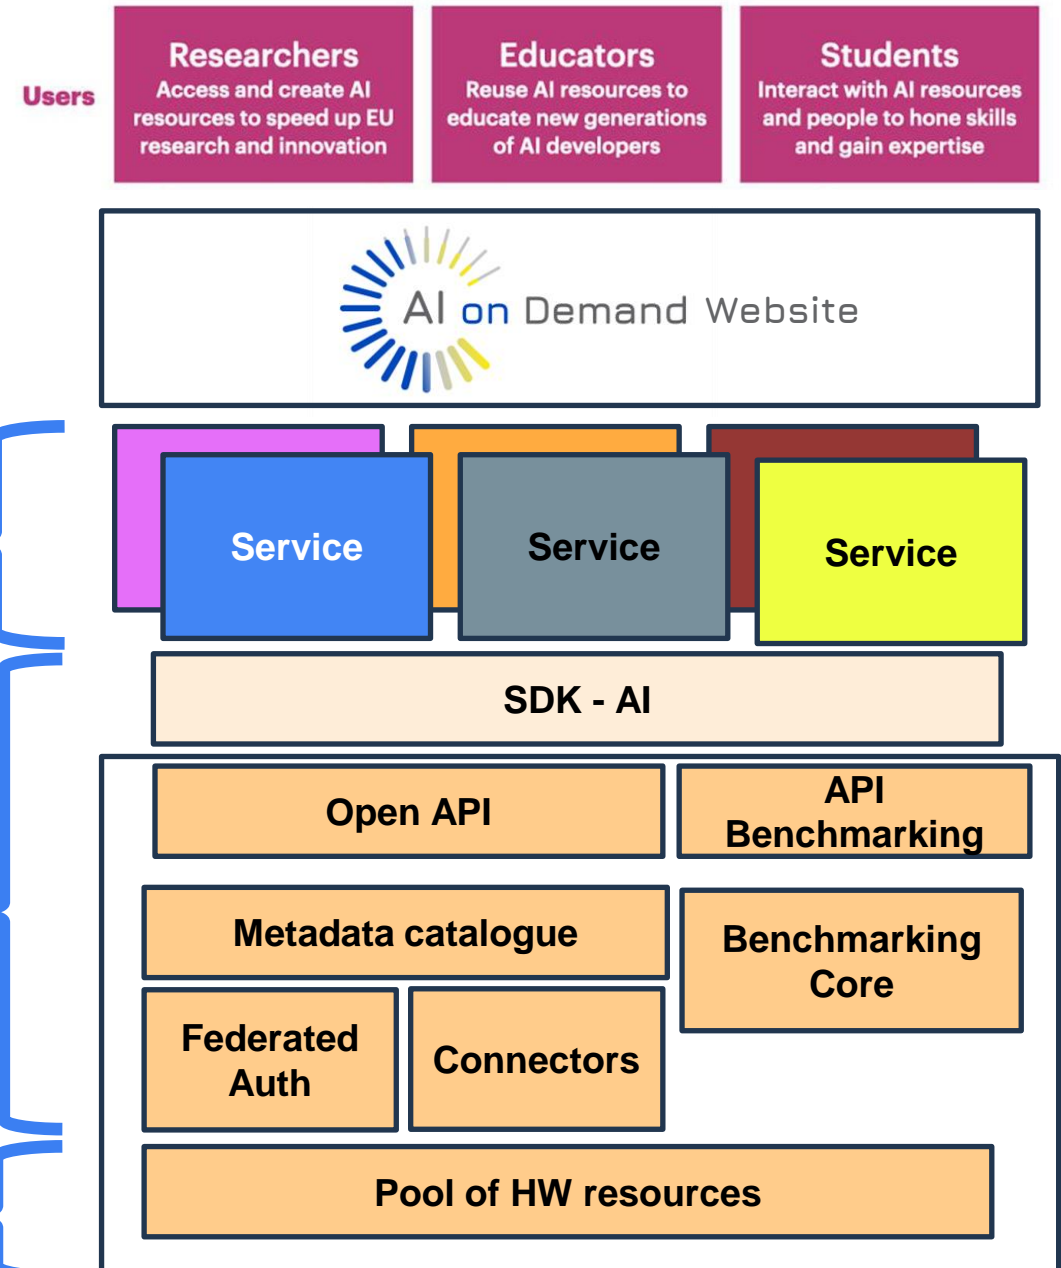 Users
Researchers
Access and create AI
resources to speed up EU
research and innovation
Educators
Reuse AI resources to
educate new generations
of AI developers
Students
Interact with AI resources
and people to hone skills
and gain expertise
AI on Demand Website
Service
Service
Service
SDK - AI
Open API
API
Benchmarking
Metadata catalogue
Benchmarking
Core
Federated
Auth
Connectors
Pool of HW resources